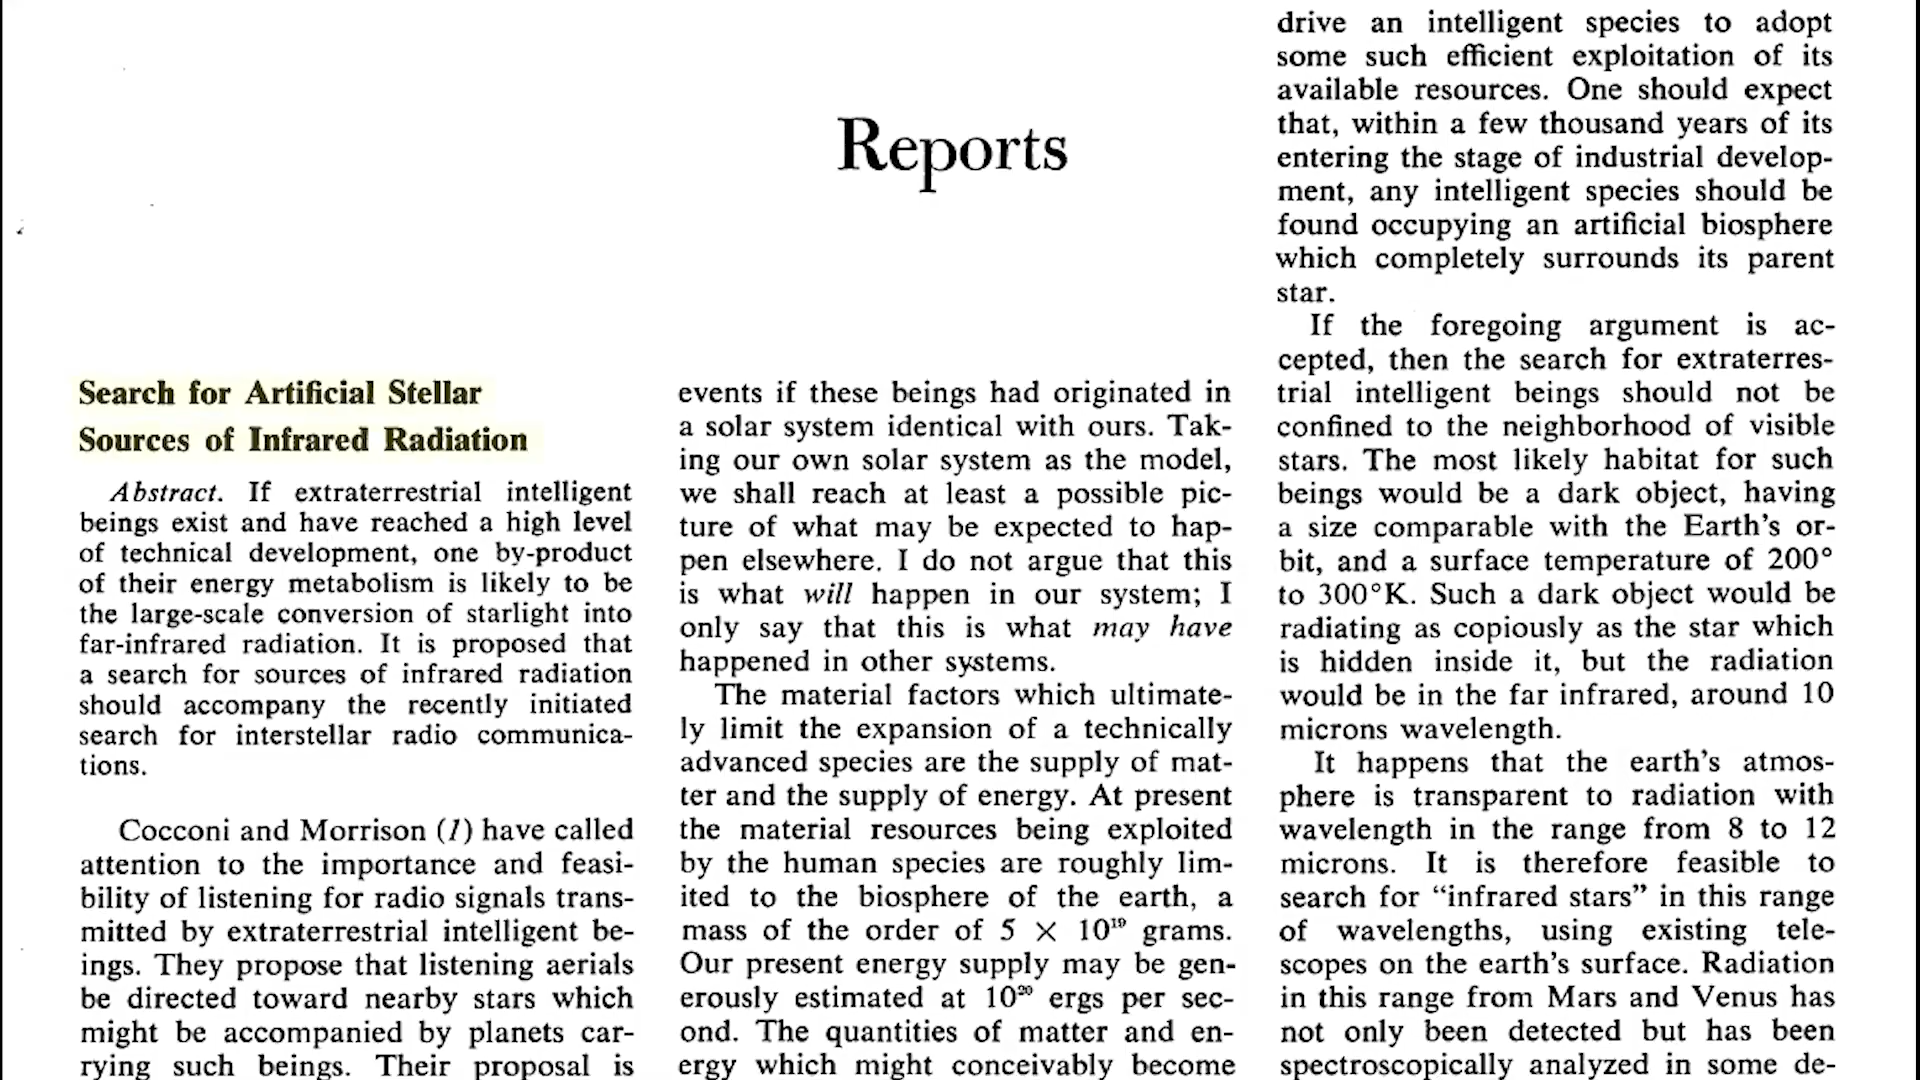 Reports
Search for Artificial Stellar
Sources of Infrared Radiation
Abstract. If extraterrestrial intelligent
beings exist and have reached a high level
of technical development, one by-product
of their energy metabolism is likely to be
the large-scale conversion of starlight into
far-infrared radiation. It is proposed that
a search for sources of infrared radiation
should accompany the recently initiated
search for interstellar radio communica-
tions.
Cocconi and Morrison (1) have called
attention to the importance and feasi-
bility of listening for radio signals trans-
mitted by extraterrestrial intelligent be-
ings. They propose that listening aerials
be directed toward nearby stars which
might be accompanied by planets car-
rying such beings. Their proposal is
events if these beings had originated in
a solar system identical with ours. Tak-
ing our own solar system as the model,
we shall reach at least a possible pic-
ture of what may be expected to hap-
pen elsewhere. I do not argue that this
is what will happen in our system; I
only say that this is what may have
happened in other systems.
The material factors which ultimate-
ly limit the expansion of a technically
advanced species are the supply of mat-
ter and the supply of energy. At present
the material resources being exploited
by the human species are roughly lim-
ited to the biosphere of the earth, a
mass of the order of 5 × 10¹⁹ grams.
Our present energy supply may be gen-
erously estimated at 10²⁰ ergs per sec-
ond. The quantities of matter and en-
ergy which might conceivably become
drive an intelligent species to adopt
some such efficient exploitation of its
available resources. One should expect
that, within a few thousand years of its
entering the stage of industrial develop-
ment, any intelligent species should be
found occupying an artificial biosphere
which completely surrounds its parent
star.
If the foregoing argument is ac-
cepted, then the search for extraterres-
trial intelligent beings should not be
confined to the neighborhood of visible
stars. The most likely habitat for such
beings would be a dark object, having
a size comparable with the Earth's or-
bit, and a surface temperature of 200°
to 300°K. Such a dark object would be
radiating as copiously as the star which
is hidden inside it, but the radiation
would be in the far infrared, around 10
microns wavelength.
It happens that the earth's atmos-
phere is transparent to radiation with
wavelength in the range from 8 to 12
microns. It is therefore feasible to
search for "infrared stars" in this range
of wavelengths, using existing tele-
scopes on the earth's surface. Radiation
in this range from Mars and Venus has
not only been detected but has been
spectroscopically analyzed in some de-